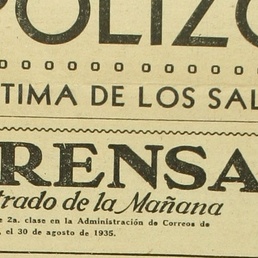 POLIZO
TIMA DE LOS SAL
RENSA
trado de la Mañana
e 2a. clase en la Administración de Correos de
, el 30 de agosto de 1935.